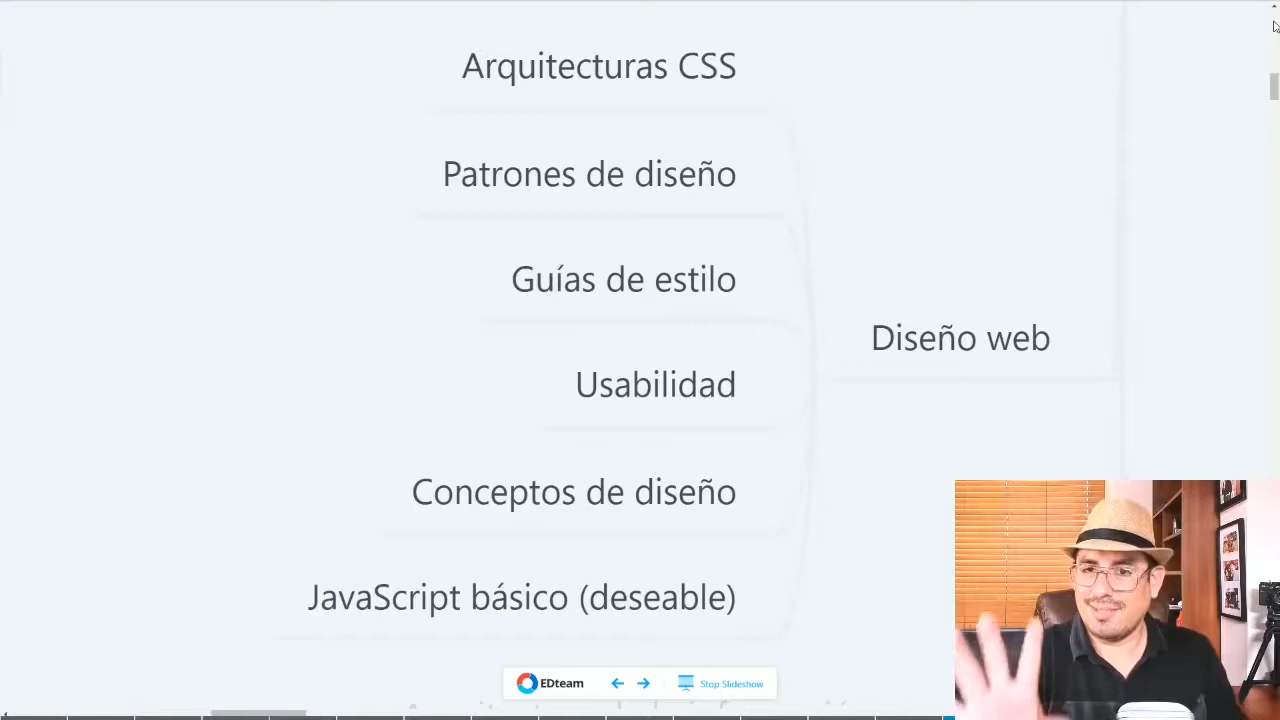 Arquitecturas CSS
Patrones de diseño
Guías de estilo
Diseño web
Usabilidad
Conceptos de diseño
JavaScript básico (deseable)
EDteam
Stop Slideshow